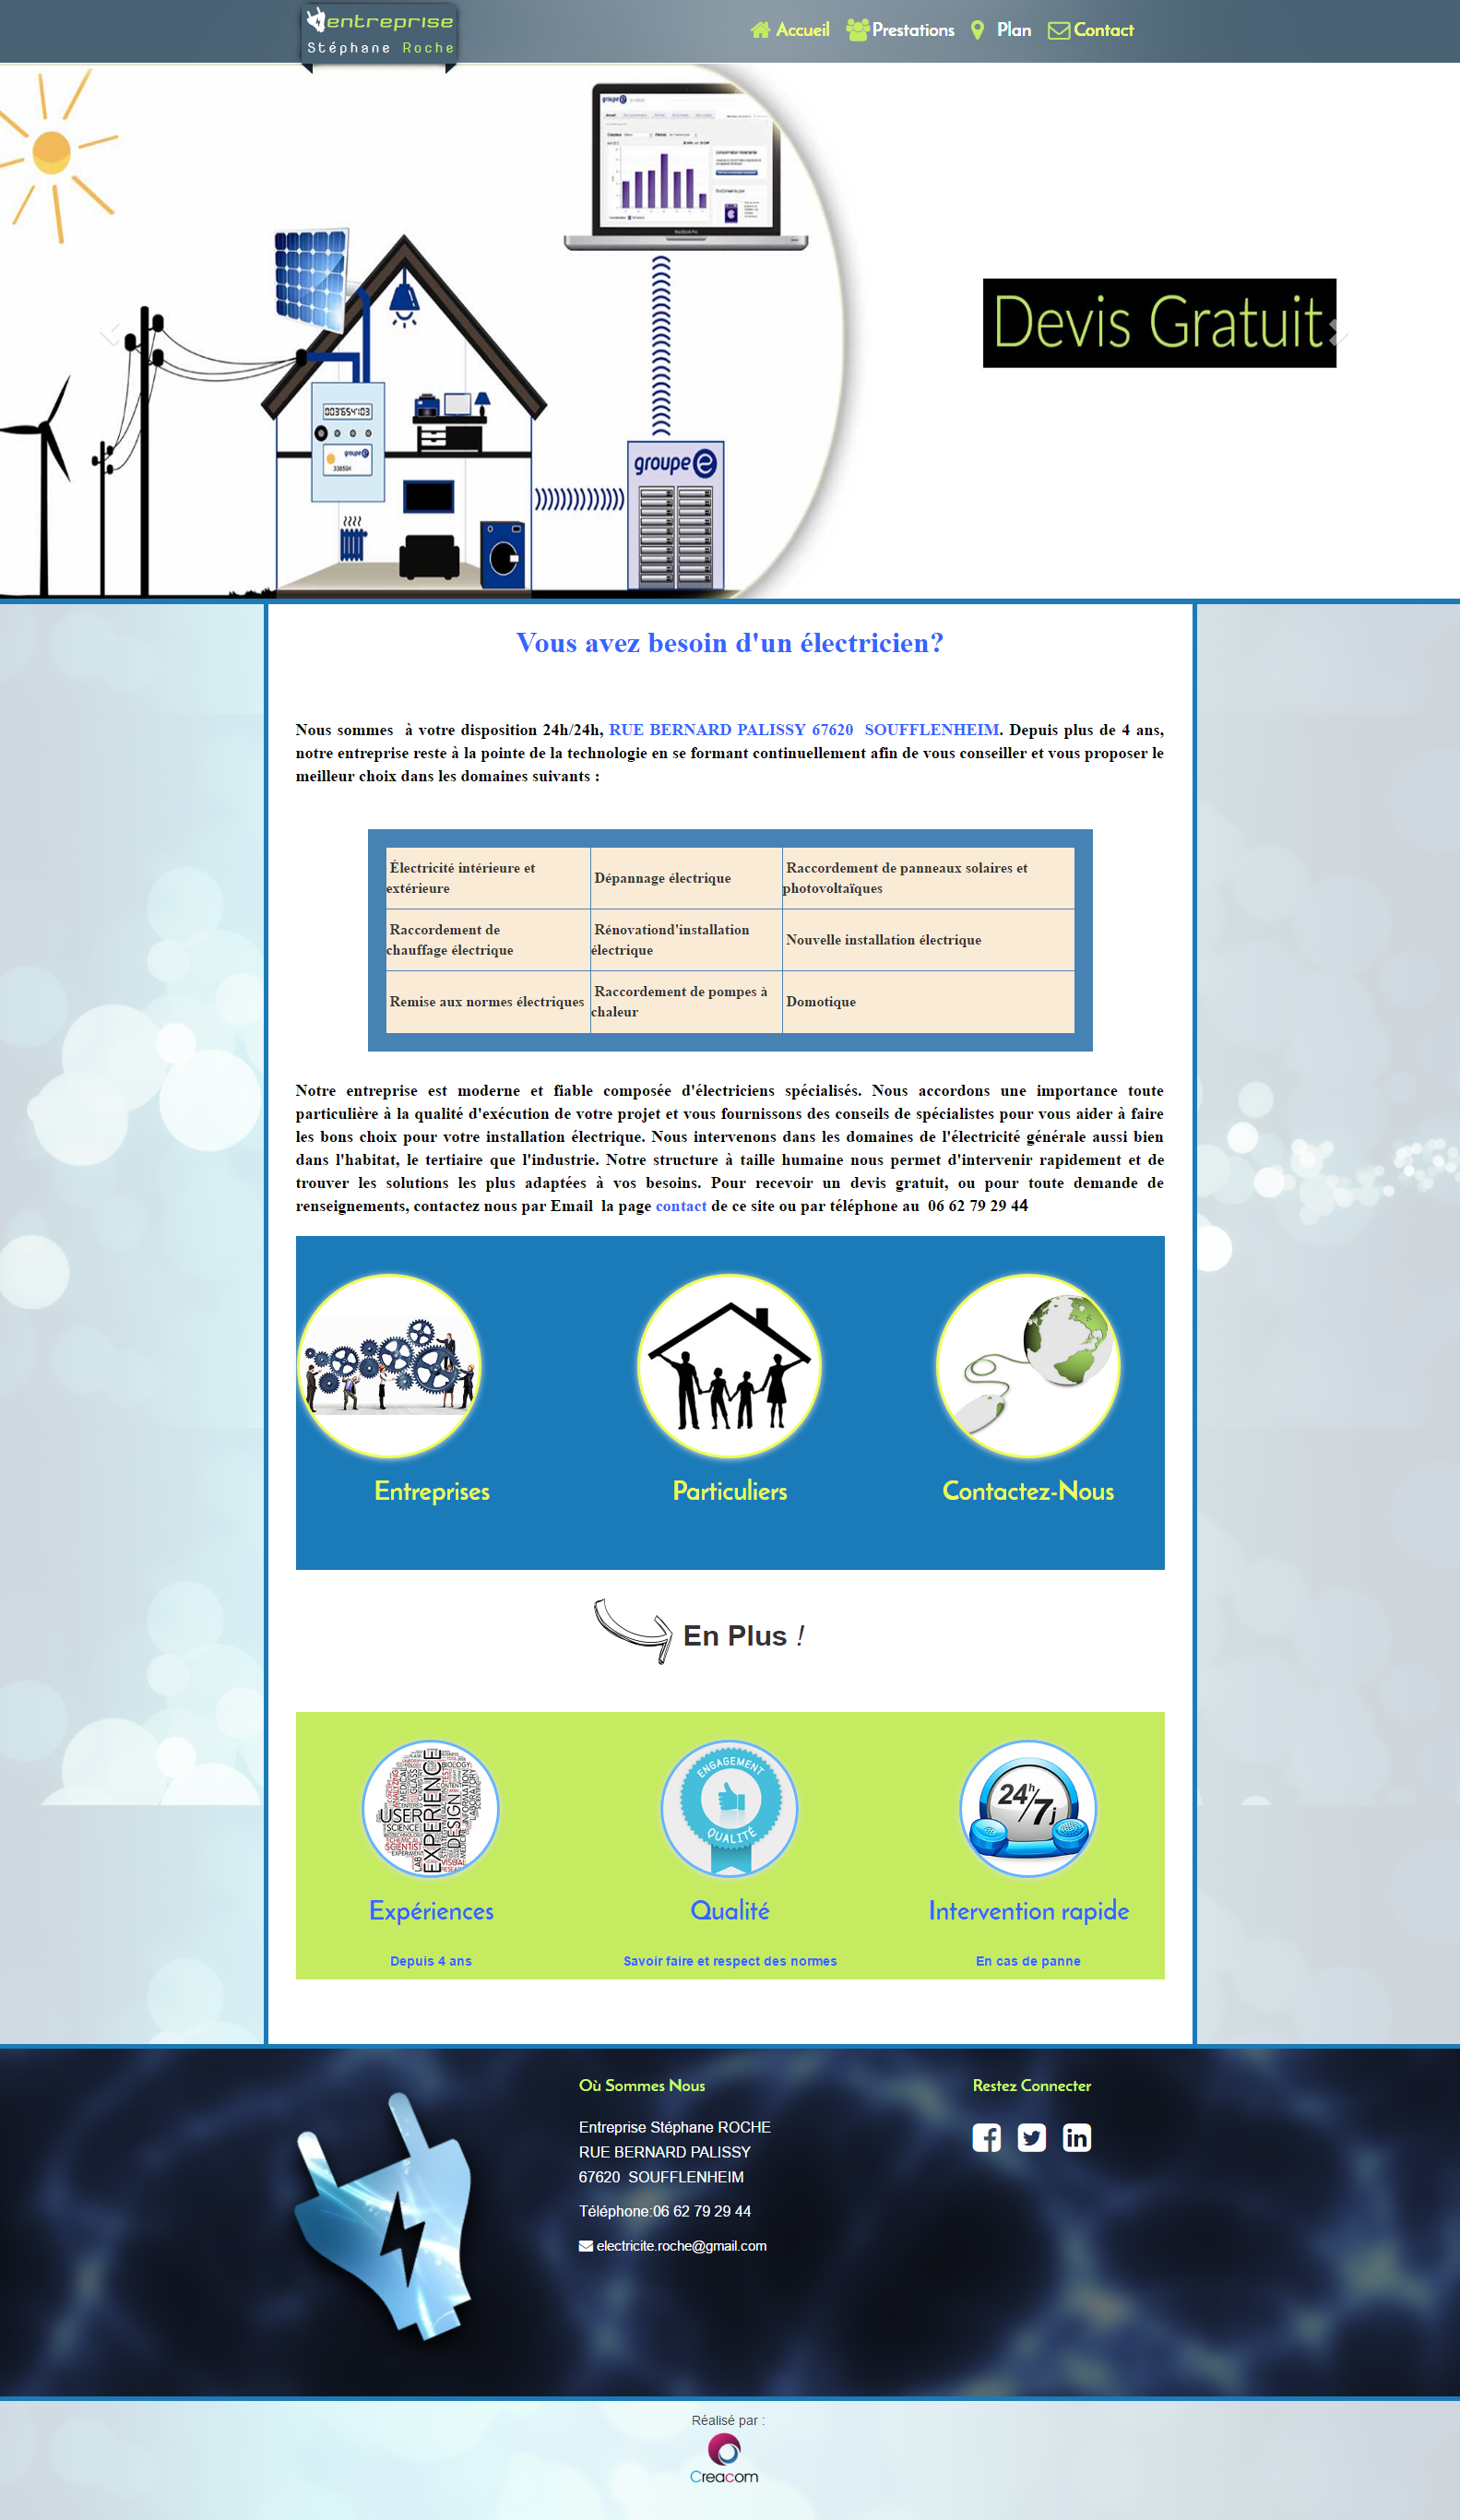 entreprise
Stéphane Roche
Accueil Prestations Plan Contact
groupe e
Devis Gratuit
groupe e
groupe e
Vous avez besoin d'un électricien?
Nous sommes à votre disposition 24h/24h, RUE BERNARD PALISSY 67620 SOUFFLENHEIM. Depuis plus de 4 ans,
notre entreprise reste à la pointe de la technologie en se formant continuellement afin de vous conseiller et vous proposer le
meilleur choix dans les domaines suivants :
Électricité intérieure et
extérieure
Dépannage électrique
Raccordement de panneaux solaires et
photovoltaïques
Raccordement de
chauffage électrique
Rénovationd'installation
électrique
Nouvelle installation électrique
Remise aux normes électriques
Raccordement de pompes à
chaleur
Domotique
Notre entreprise est moderne et fiable composée d'électriciens spécialisés. Nous accordons une importance toute
particulière à la qualité d'exécution de votre projet et vous fournissons des conseils de spécialistes pour vous aider à faire
les bons choix pour votre installation électrique. Nous intervenons dans les domaines de l'électricité générale aussi bien
dans l'habitat, le tertiaire que l'industrie. Notre structure à taille humaine nous permet d'intervenir rapidement et de
trouver les solutions les plus adaptées à vos besoins. Pour recevoir un devis gratuit, ou pour toute demande de
renseignements, contactez nous par Email la page contact de ce site ou par téléphone au 06 62 79 29 44
Entreprises
Particuliers
Contactez-Nous
En Plus !
USER
EXPERIENCE
DESIGN
SCIENCE
ENGAGEMENT
QUALITÉ
24h/7j
Expériences
Qualité
Intervention rapide
Depuis 4 ans
Savoir faire et respect des normes
En cas de panne
Où Sommes Nous
Entreprise Stéphane ROCHE
RUE BERNARD PALISSY
67620 SOUFFLENHEIM
Téléphone:06 62 79 29 44
electricite.roche@gmail.com
Restez Connecter
Réalisé par :
Creacom